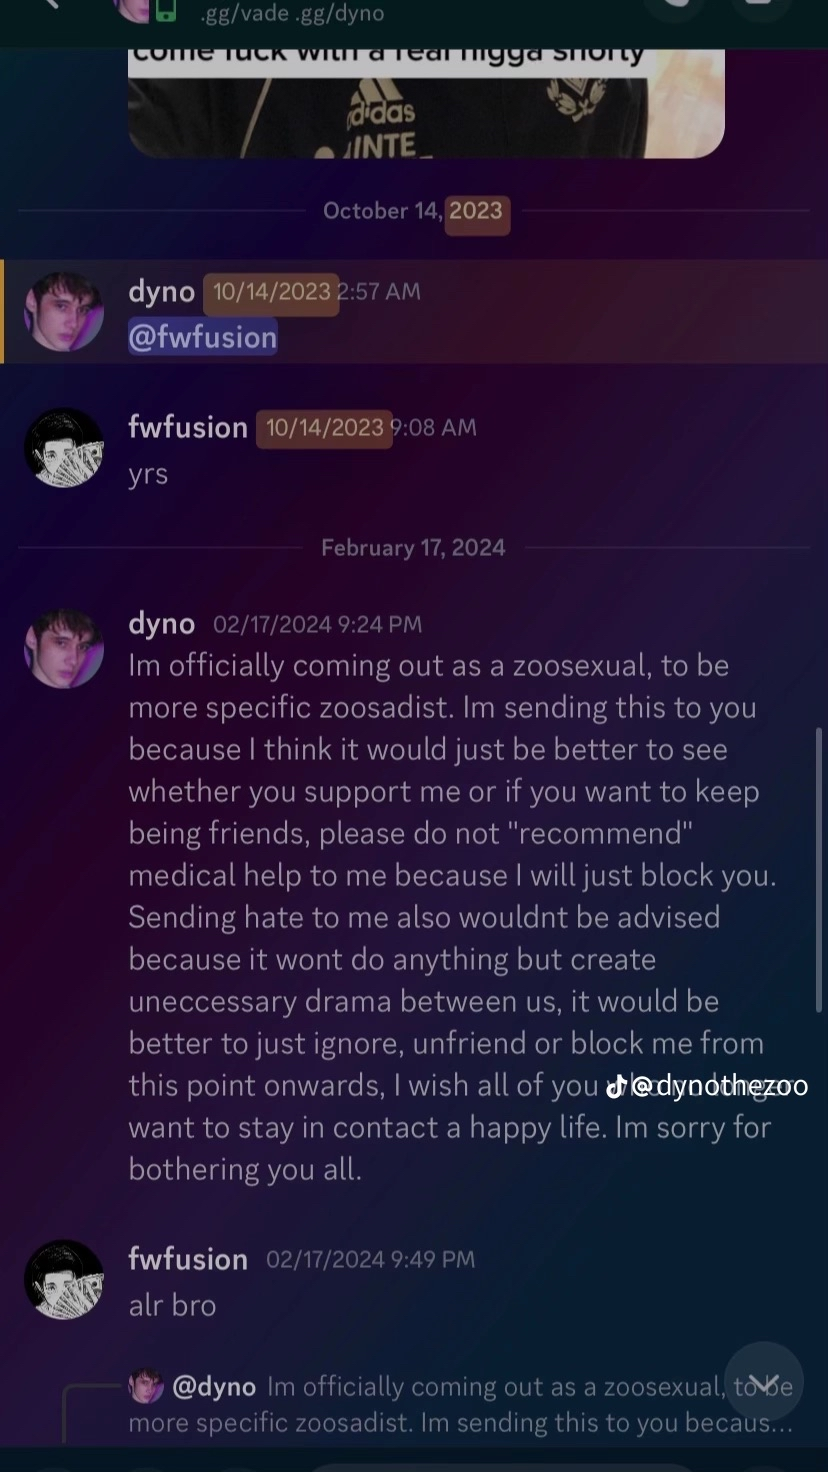 .gg/vade .gg/dyno
come fuck with a real nigga shorty
adidas
INTE
October 14, 2023
dyno 10/14/2023 2:57 AM
@fwfusion
fwfusion 10/14/2023 9:08 AM
yrs
February 17, 2024
dyno 02/17/2024 9:24 PM
Im officially coming out as a zoosexual, to be
more specific zoosadist. Im sending this to you
because I think it would just be better to see
whether you support me or if you want to keep
being friends, please do not "recommend"
medical help to me because I will just block you.
Sending hate to me also wouldnt be advised
because it wont do anything but create
uneccessary drama between us, it would be
better to just ignore, unfriend or block me from
this point onwards, I wish all of you who no longer
@dynothezoo
want to stay in contact a happy life. Im sorry for
bothering you all.
fwfusion 02/17/2024 9:49 PM
alr bro
@dyno Im officially coming out as a zoosexual, to be
more specific zoosadist. Im sending this to you becaus...